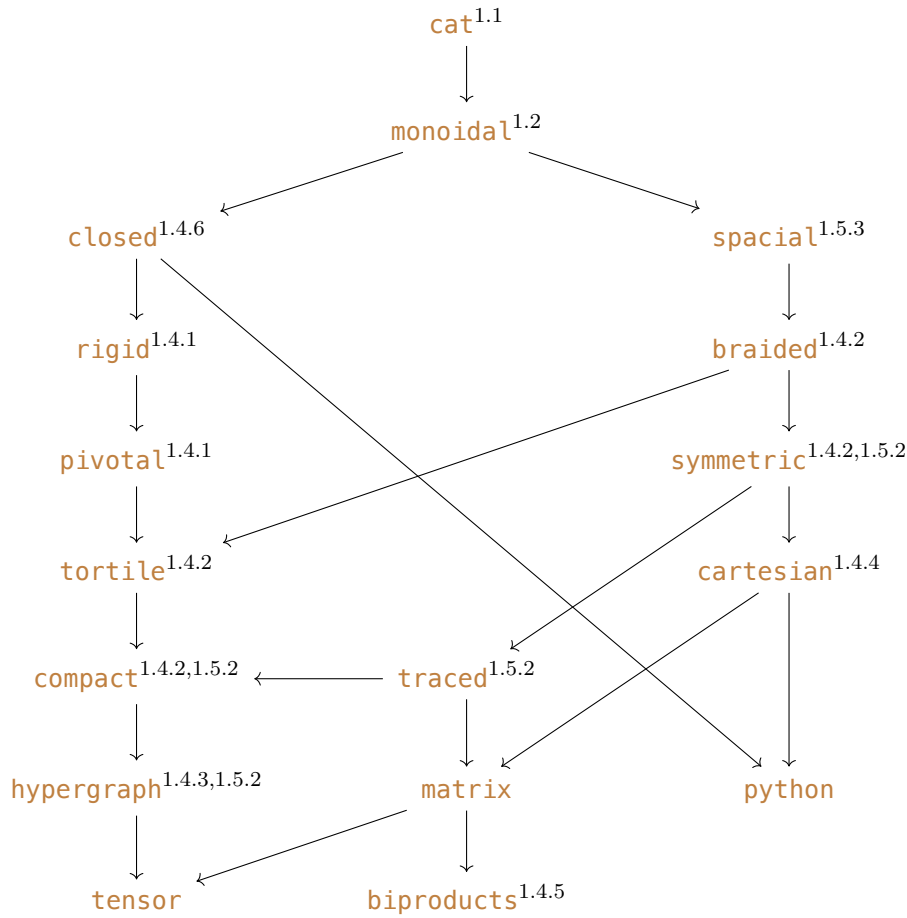 cat1.1
monoidal1.2
closed1.4.6 spacial1.5.3
rigid1.4.1 braided1.4.2
pivotal1.4.1 symmetric1.4.2,1.5.2
tortile1.4.2 cartesian1.4.4
compact1.4.2,1.5.2 traced1.5.2
hypergraph1.4.3,1.5.2 matrix python
tensor biproducts1.4.5